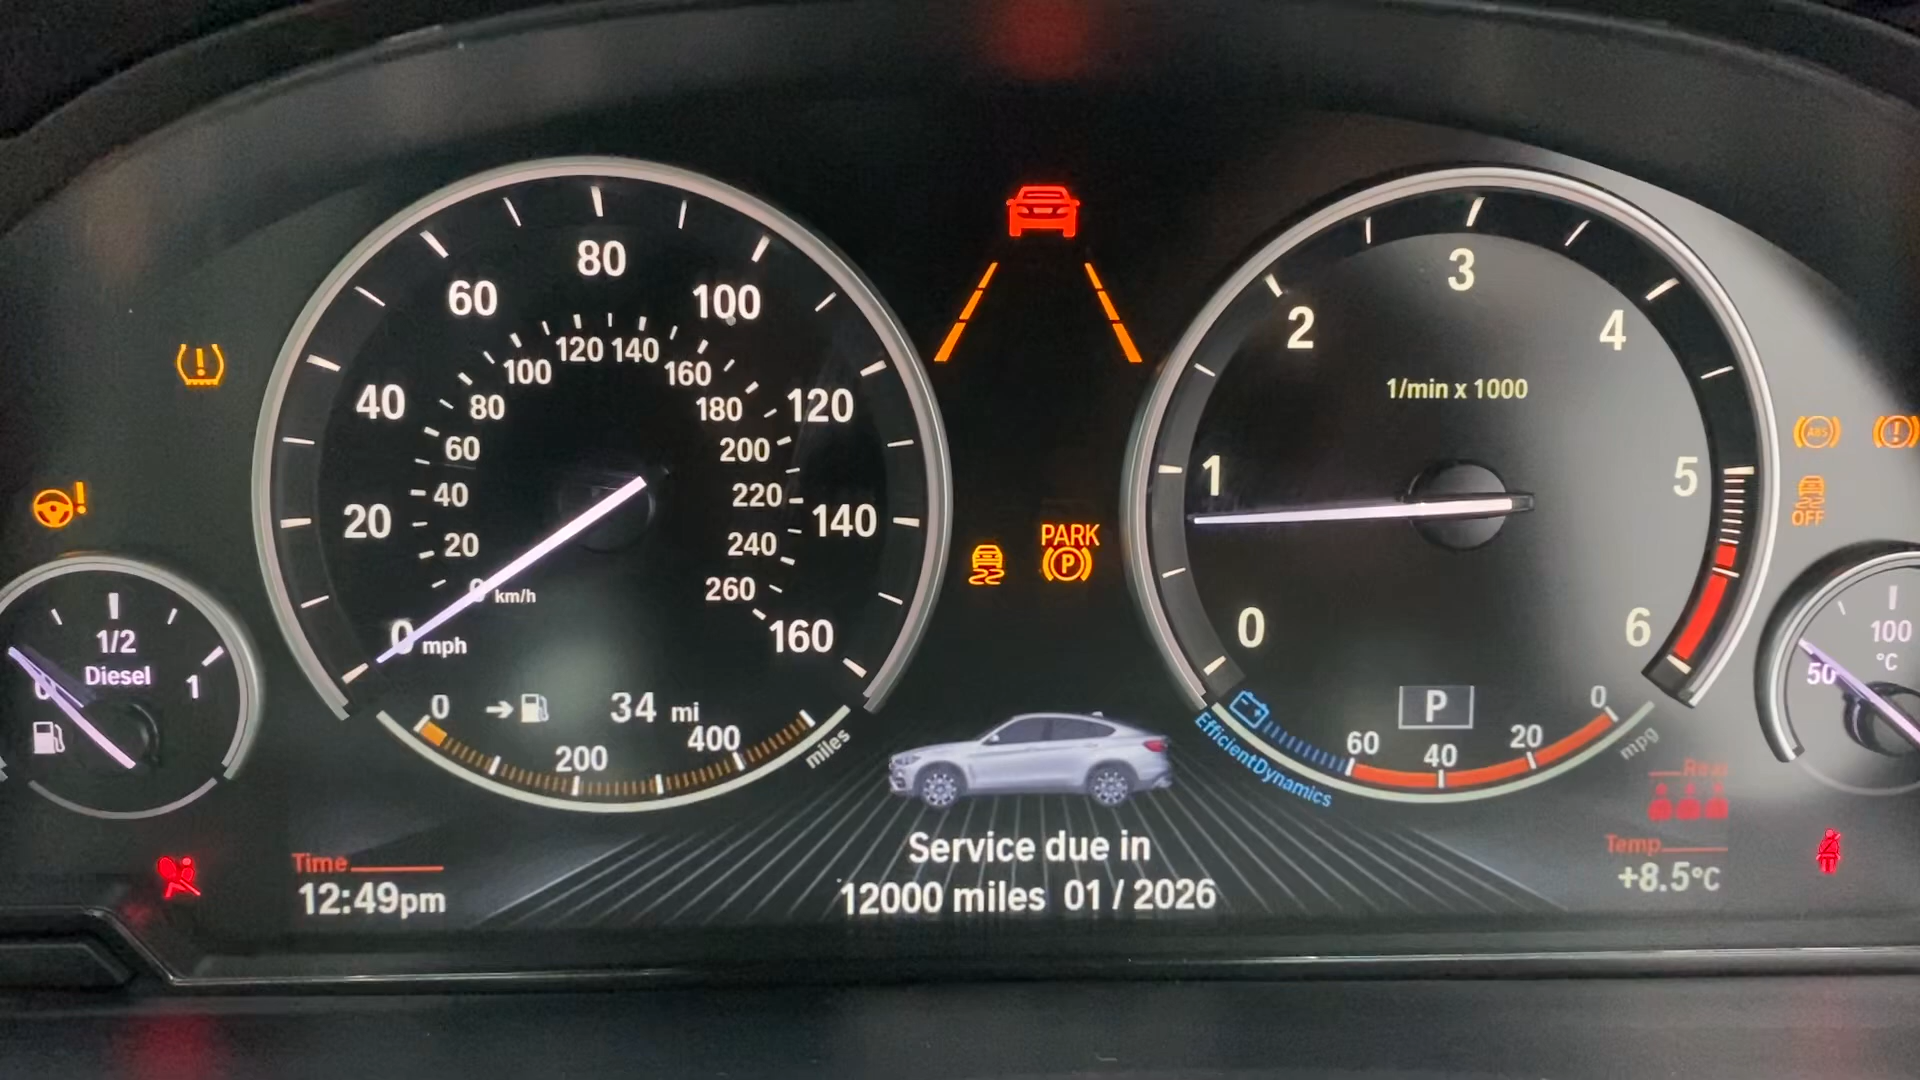 80
60
100
40
120
20
140
0 mph
160
120 140
100
160
80
180
60
200
40
220
20
240
0 km/h
260
0
34 mi
200
400
miles
1/2
Diesel
0
1
Time
12:49pm
PARK
P
Service due in
12000 miles 01 / 2026
3
2
4
1/min x 1000
1
5
0
6
P
60
40
20
0
mpg
EfficientDynamics
ABS
OFF
100
°C
50
Rear
Temp
+8.5°C